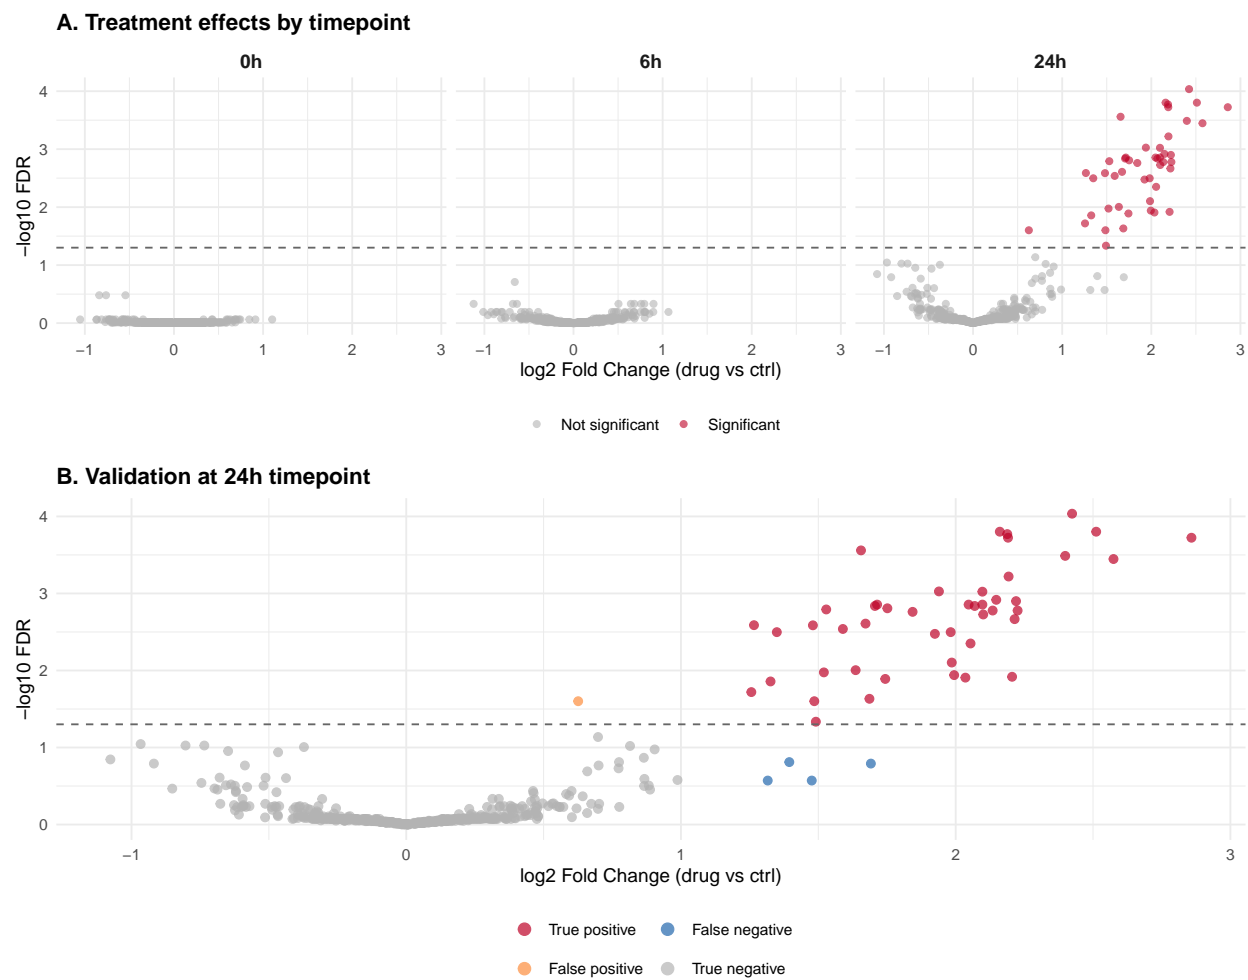 A. Treatment effects by timepoint
0h 6h 24h
4
3
2
1
0
−log10 FDR
−1 0 1 2 3 −1 0 1 2 3 −1 0 1 2 3
log2 Fold Change (drug vs ctrl)
Not significant Significant
B. Validation at 24h timepoint
4
3
2
1
0
−log10 FDR
−1 0 1 2 3
log2 Fold Change (drug vs ctrl)
True positive False negative
False positive True negative